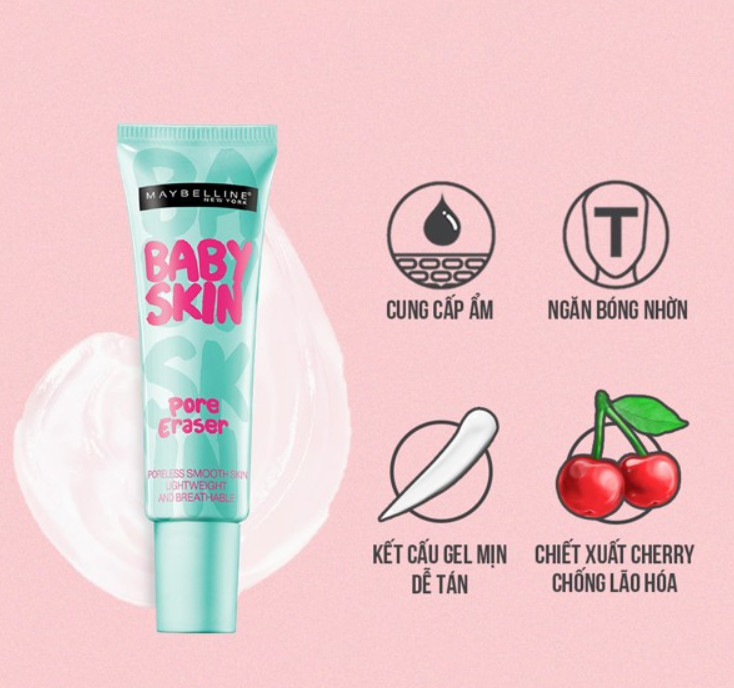 MAYBELLINE®
NEW YORK
BABY
SKIN
Pore
Eraser
PORELESS SMOOTH SKIN
LIGHTWEIGHT
AND BREATHABLE
CUNG CẤP ẨM
T
NGĂN BÓNG NHỜN
KẾT CẤU GEL MỊN
DỄ TÁN
CHIẾT XUẤT CHERRY
CHỐNG LÃO HÓA